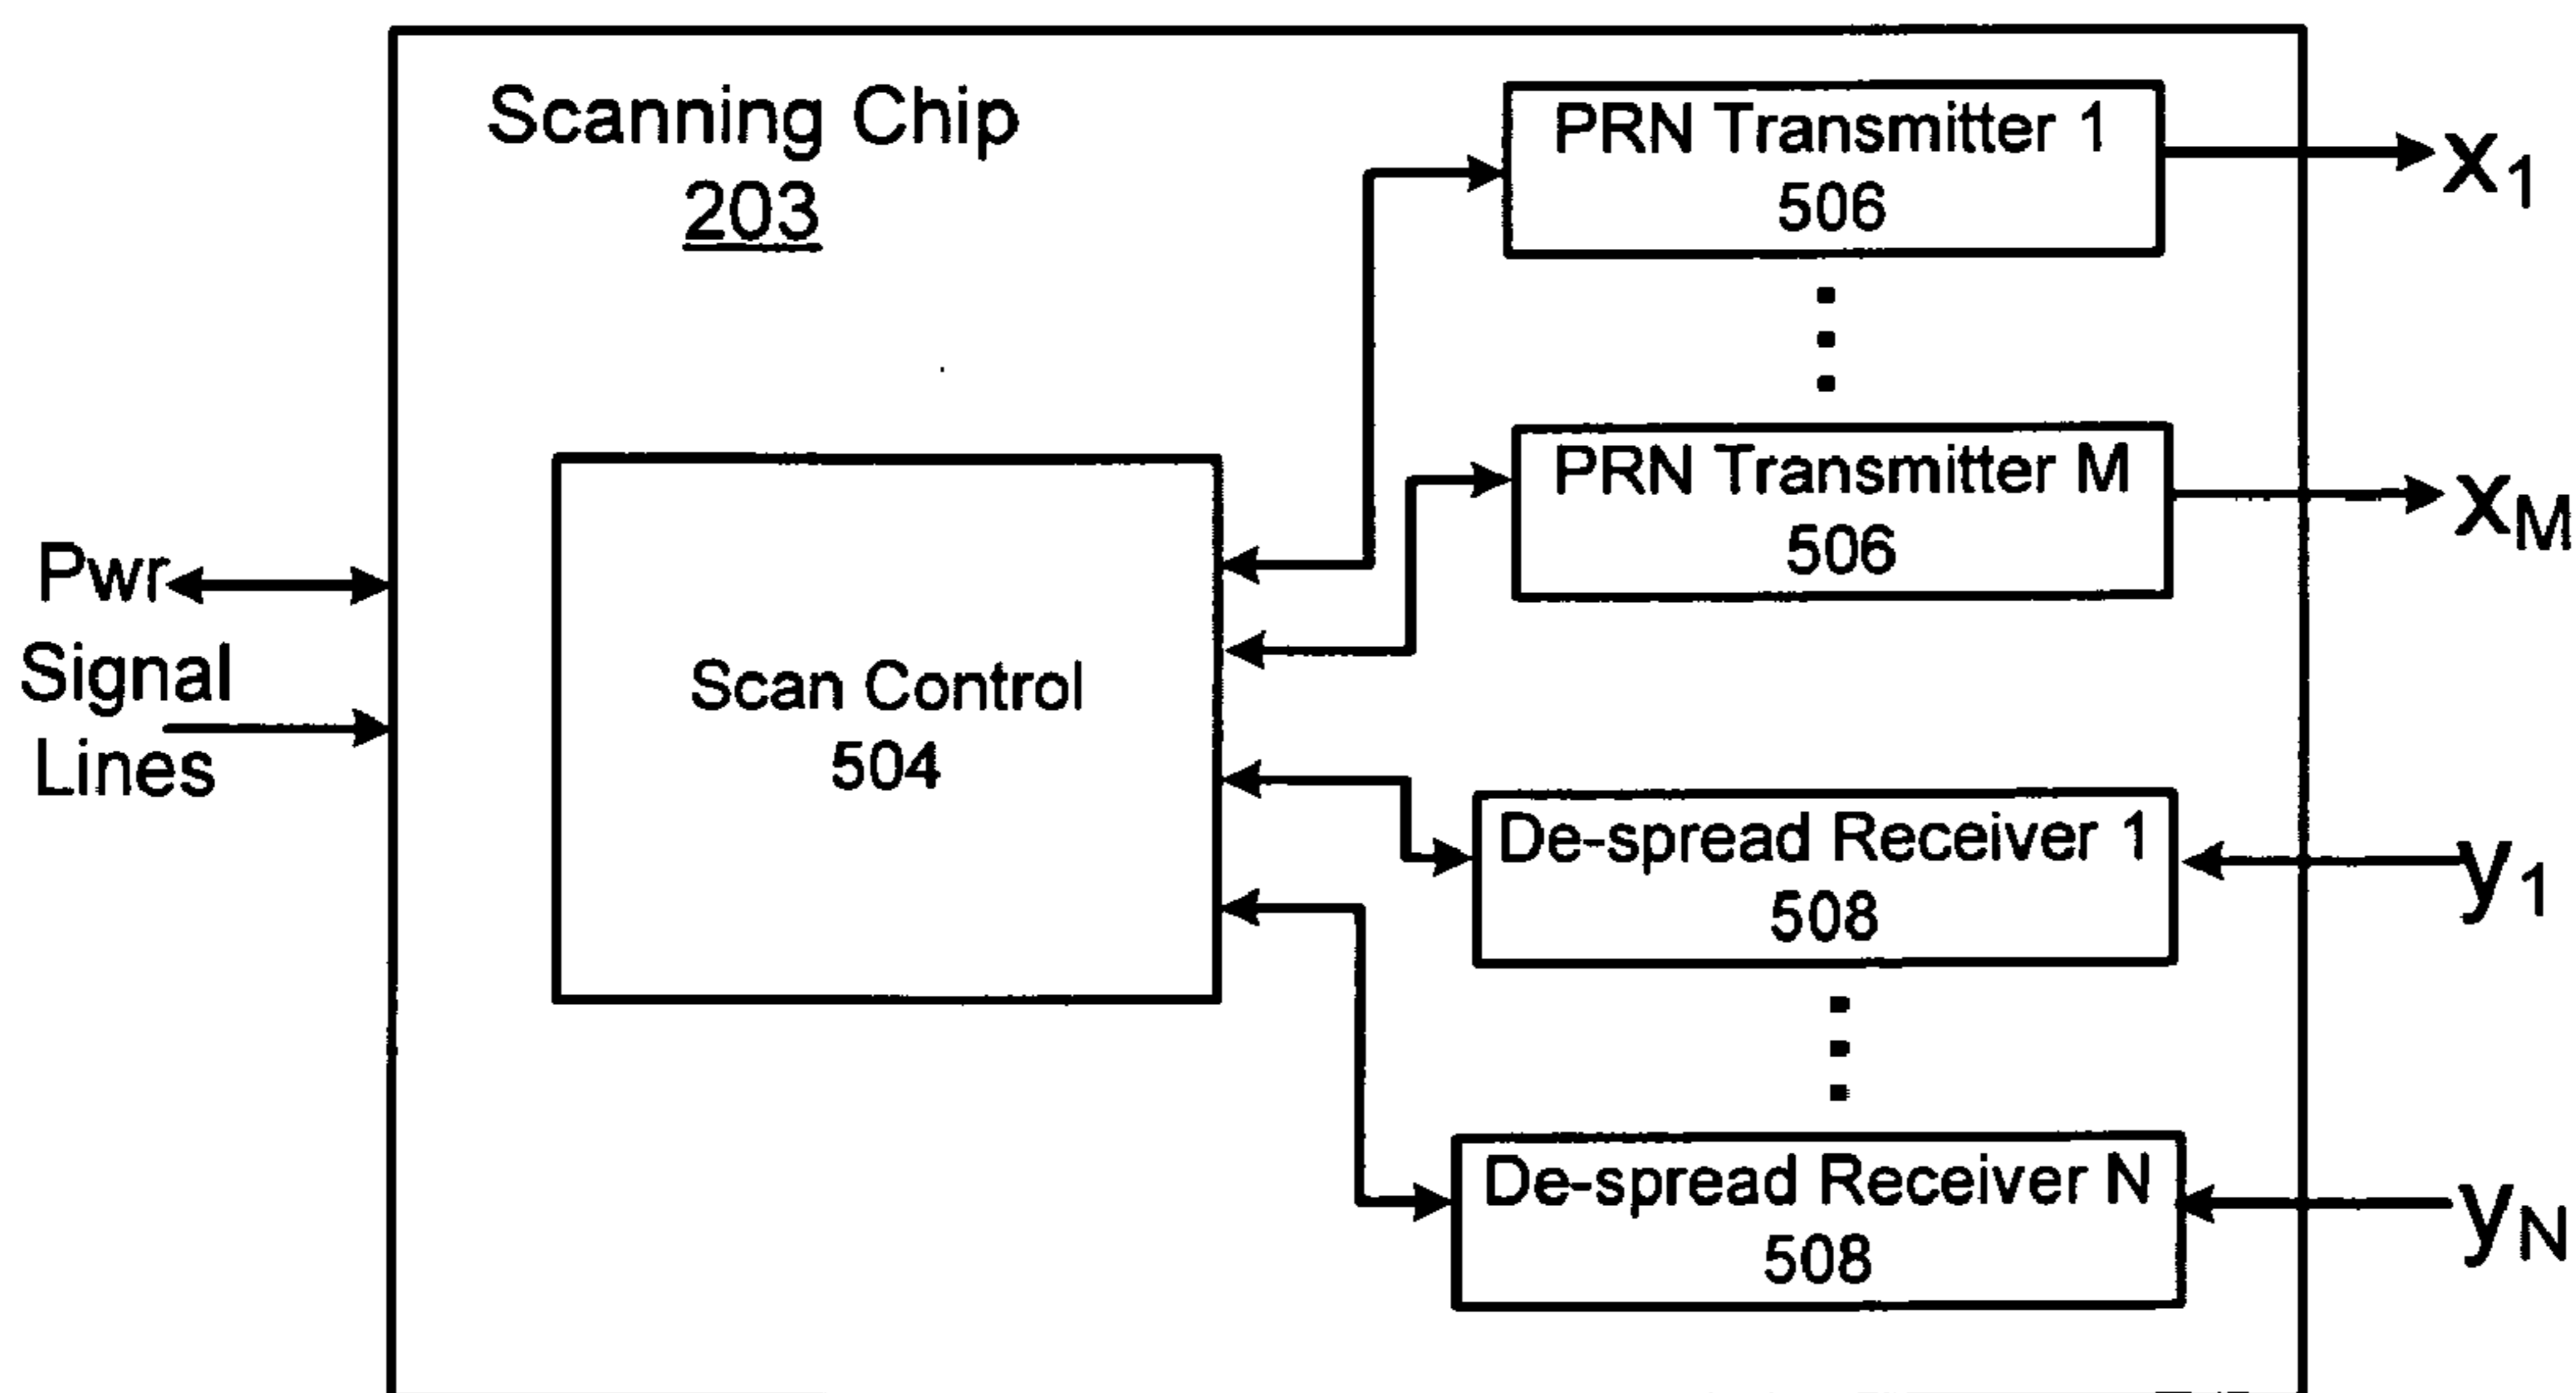 Scanning Chip
203
PRN Transmitter 1
506
x1
PRN Transmitter M
506
xM
Pwr
Signal
Lines
Scan Control
504
De-spread Receiver 1
508
y1
De-spread Receiver N
508
yN